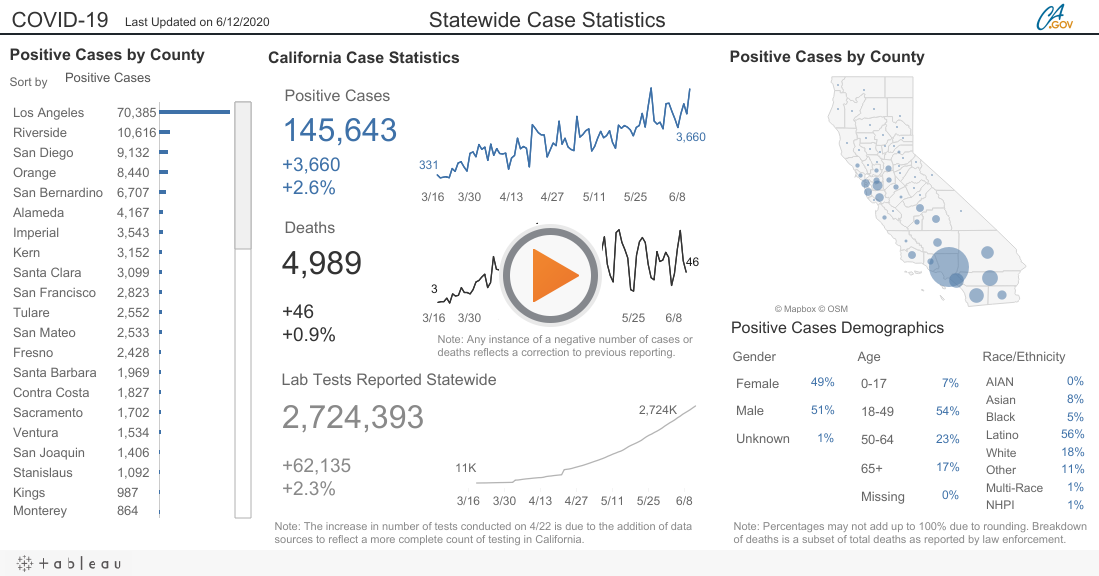 COVID-19 Last Updated on 6/12/2020
Statewide Case Statistics
CA.GOV
Positive Cases by County
Sort by Positive Cases
Los Angeles 70,385
Riverside 10,616
San Diego 9,132
Orange 8,440
San Bernardino 6,707
Alameda 4,167
Imperial 3,543
Kern 3,152
Santa Clara 3,099
San Francisco 2,823
Tulare 2,552
San Mateo 2,533
Fresno 2,428
Santa Barbara 1,969
Contra Costa 1,827
Sacramento 1,702
Ventura 1,534
San Joaquin 1,406
Stanislaus 1,092
Kings 987
Monterey 864
California Case Statistics
Positive Cases
145,643
+3,660
+2.6%
331
3,660
3/16 3/30 4/13 4/27 5/11 5/25 6/8
Deaths
4,989
+46
+0.9%
3
46
3/16 3/30 5/25 6/8
Note: Any instance of a negative number of cases or
deaths reflects a correction to previous reporting.
Lab Tests Reported Statewide
2,724,393
+62,135
+2.3%
11K
2,724K
3/16 3/30 4/13 4/27 5/11 5/25 6/8
Note: The increase in number of tests conducted on 4/22 is due to the addition of data
sources to reflect a more complete count of testing in California.
Positive Cases by County
© Mapbox © OSM
Positive Cases Demographics
Gender
Female 49%
Male 51%
Unknown 1%
Age
0-17 7%
18-49 54%
50-64 23%
65+ 17%
Missing 0%
Race/Ethnicity
AIAN 0%
Asian 8%
Black 5%
Latino 56%
White 18%
Other 11%
Multi-Race 1%
NHPI 1%
Note: Percentages may not add up to 100% due to rounding. Breakdown
of deaths is a subset of total deaths as reported by law enforcement.
+ableau